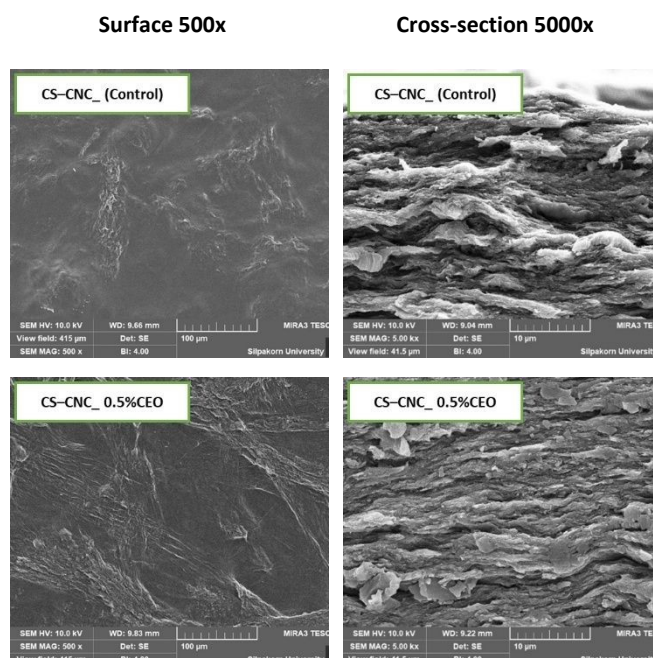 Surface 500x
Cross-section 5000x
CS–CNC_ (Control)
SEM HV: 10.0 kV
WD: 9.66 mm
MIRA3 TESC
View field: 415 µm
Det: SE
100 µm
SEM MAG: 500 x
BI: 4.00
Silpakorn University
CS–CNC_ (Control)
SEM HV: 10.0 kV
WD: 9.04 mm
MIRA3 TESC
View field: 41.5 µm
Det: SE
10 µm
SEM MAG: 5.00 kx
BI: 4.00
Silpakorn University
CS–CNC_ 0.5%CEO
SEM HV: 10.0 kV
WD: 9.83 mm
MIRA3 TESC
SEM MAG: 500 x
Det: SE
100 µm
CS–CNC_ 0.5%CEO
SEM HV: 10.0 kV
WD: 9.22 mm
MIRA3 TESC
SEM MAG: 5.00 kx
Det: SE
10 µm